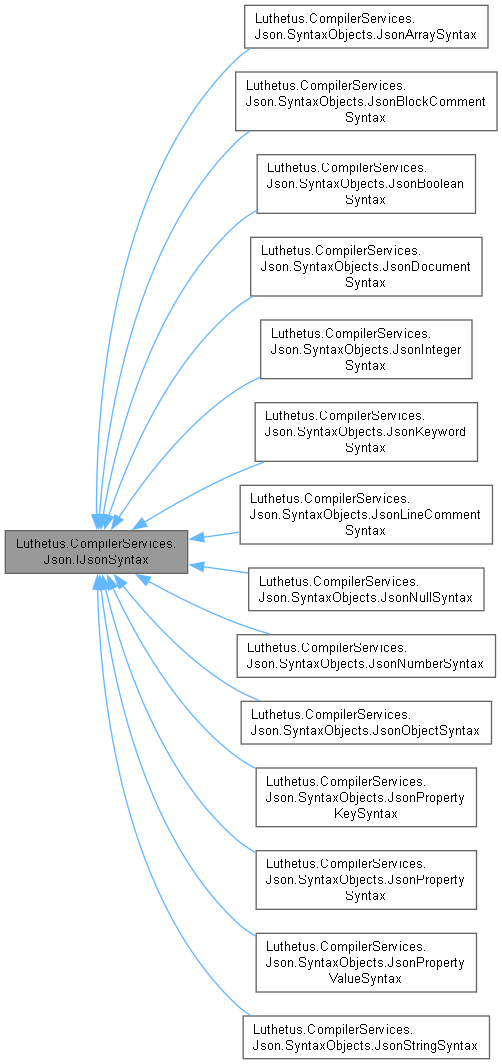 Luthetus.CompilerServices.
Json.SyntaxObjects.JsonArraySyntax
Luthetus.CompilerServices.
Json.SyntaxObjects.JsonBlockComment
Syntax
Luthetus.CompilerServices.
Json.SyntaxObjects.JsonBoolean
Syntax
Luthetus.CompilerServices.
Json.SyntaxObjects.JsonDocument
Syntax
Luthetus.CompilerServices.
Json.SyntaxObjects.JsonInteger
Syntax
Luthetus.CompilerServices.
Json.SyntaxObjects.JsonKeyword
Syntax
Luthetus.CompilerServices.
Json.SyntaxObjects.JsonLineComment
Syntax
Luthetus.CompilerServices.
Json.IJsonSyntax
Luthetus.CompilerServices.
Json.SyntaxObjects.JsonNullSyntax
Luthetus.CompilerServices.
Json.SyntaxObjects.JsonNumberSyntax
Luthetus.CompilerServices.
Json.SyntaxObjects.JsonObjectSyntax
Luthetus.CompilerServices.
Json.SyntaxObjects.JsonProperty
KeySyntax
Luthetus.CompilerServices.
Json.SyntaxObjects.JsonProperty
Syntax
Luthetus.CompilerServices.
Json.SyntaxObjects.JsonProperty
ValueSyntax
Luthetus.CompilerServices.
Json.SyntaxObjects.JsonStringSyntax